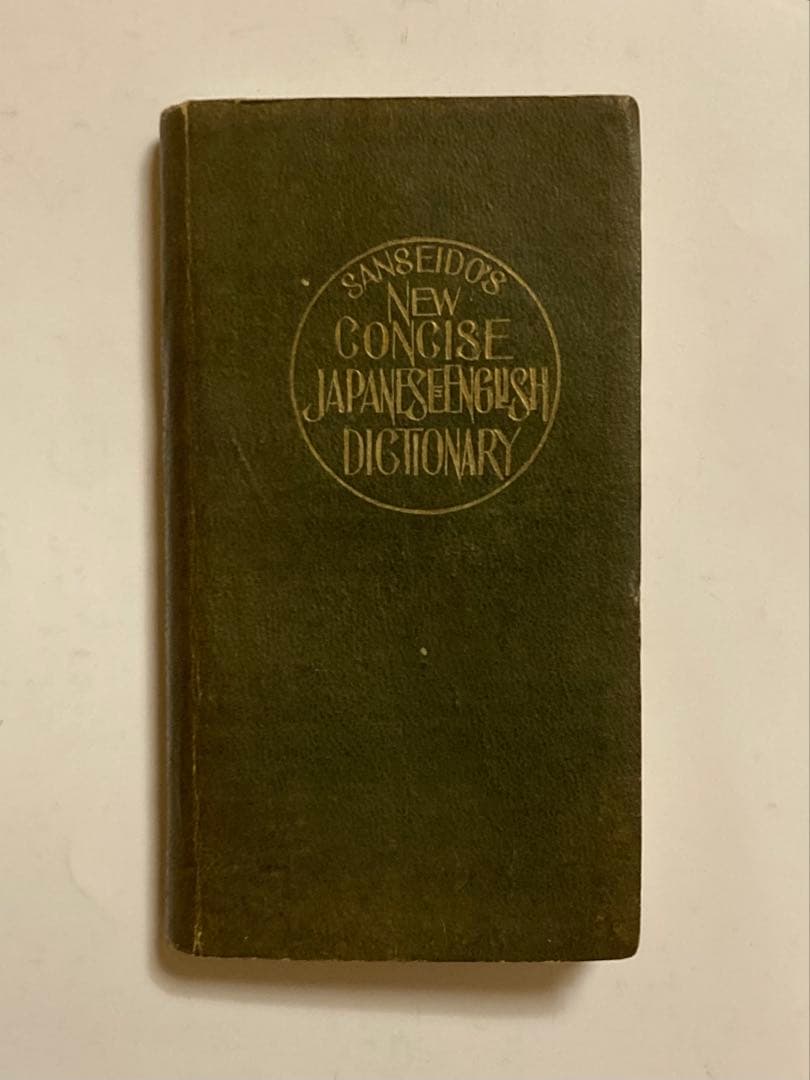 SANSEIDO'S
NEW
CONCISE
JAPANESE=ENGLISH
DICTIONARY